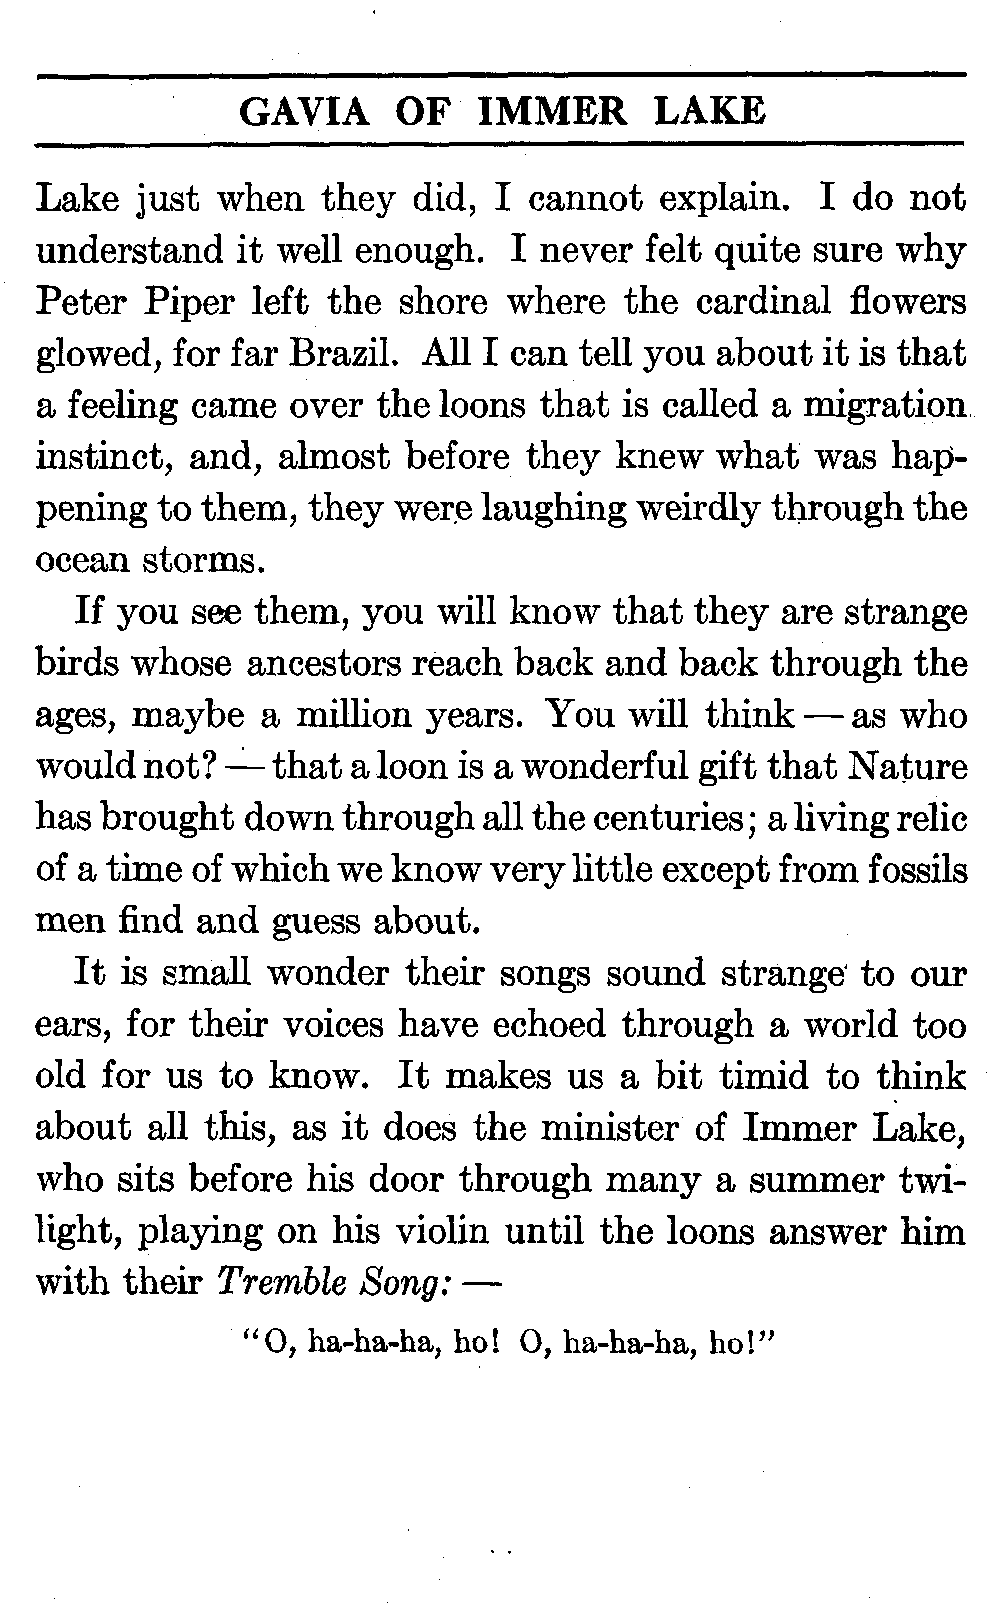 GAVIA OF IMMER LAKE
Lake just when they did, I cannot explain. I do not
understand it well enough. I never felt quite sure why
Peter Piper left the shore where the cardinal flowers
glowed, for far Brazil. All I can tell you about it is that
a feeling came over the loons that is called a migration
instinct, and, almost before they knew what was hap-
pening to them, they were laughing weirdly through the
ocean storms.
If you see them, you will know that they are strange
birds whose ancestors reach back and back through the
ages, maybe a million years. You will think — as who
would not? — that a loon is a wonderful gift that Nature
has brought down through all the centuries; a living relic
of a time of which we know very little except from fossils
men find and guess about.
It is small wonder their songs sound strange to our
ears, for their voices have echoed through a world too
old for us to know. It makes us a bit timid to think
about all this, as it does the minister of Immer Lake,
who sits before his door through many a summer twi-
light, playing on his violin until the loons answer him
with their Tremble Song: —
"O, ha-ha-ha, ho! O, ha-ha-ha, ho!"